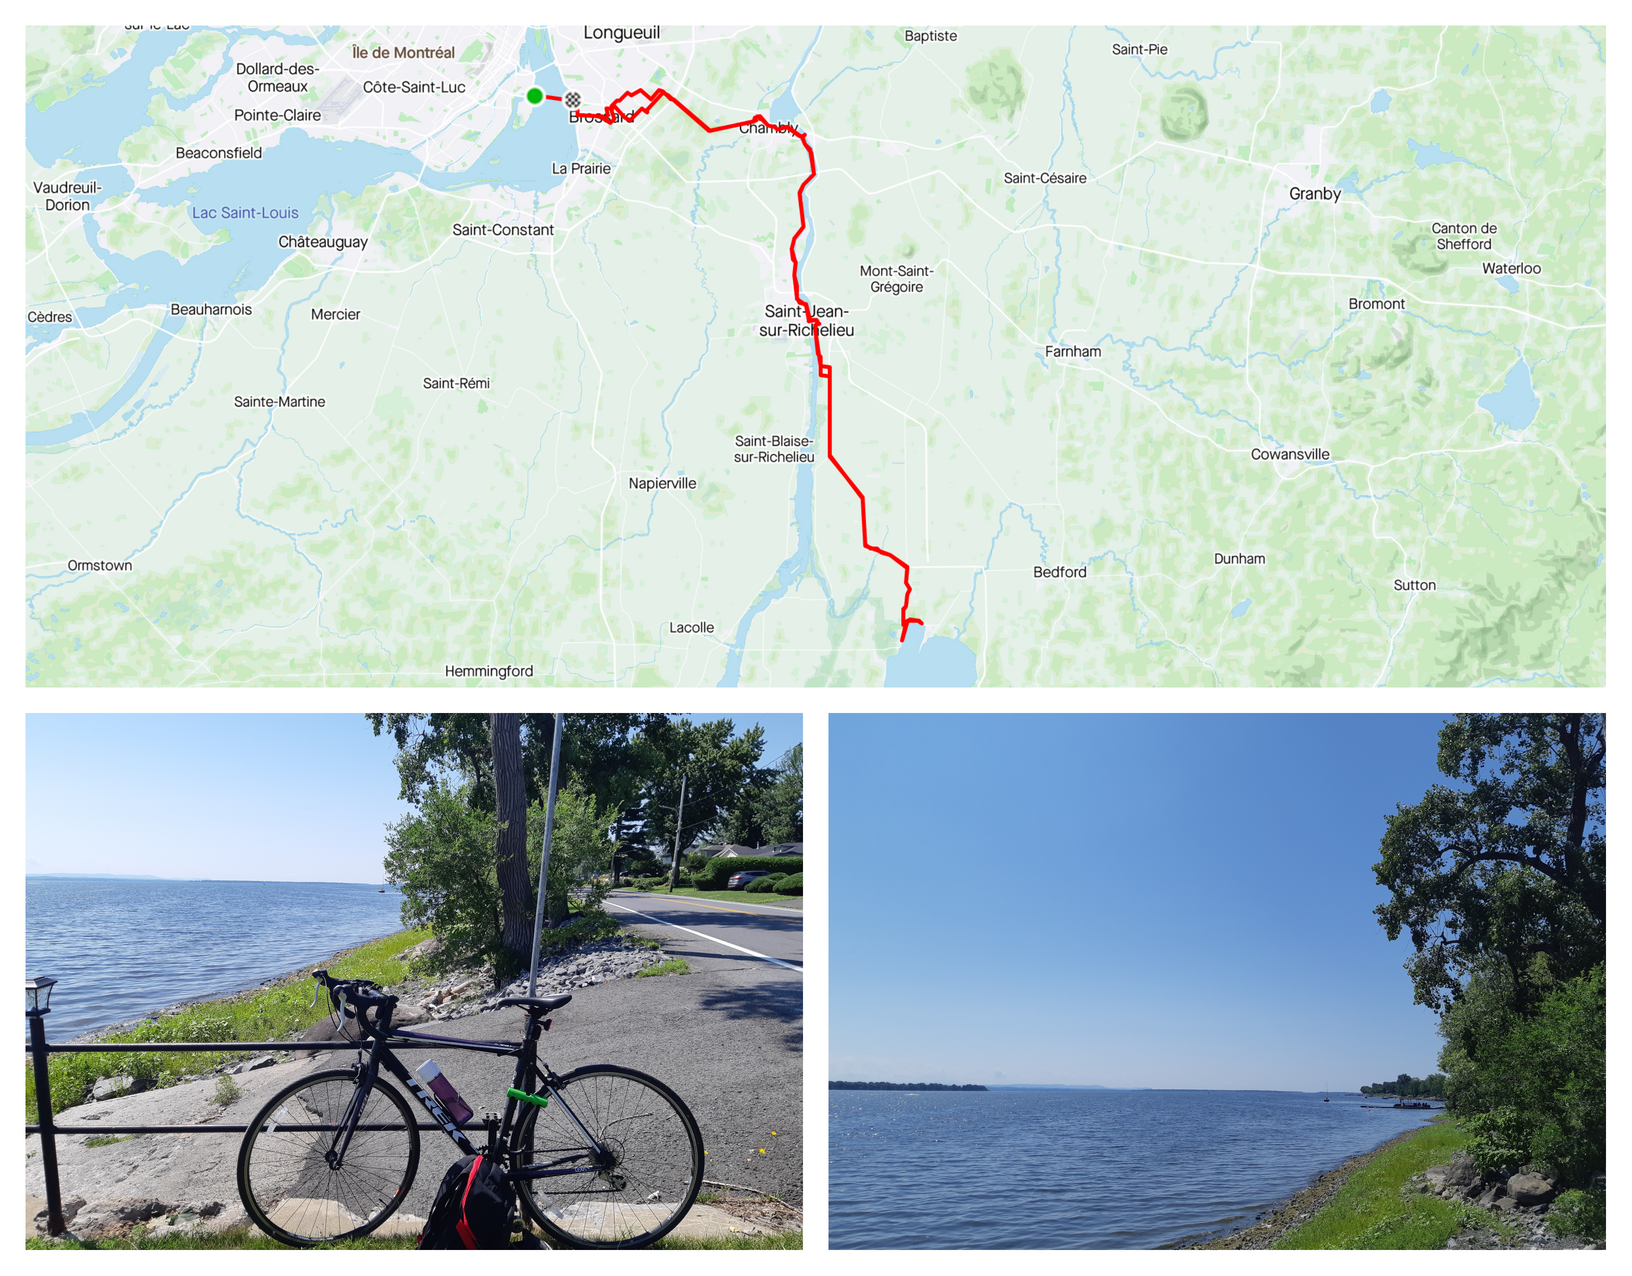 sur-le-Lac
Longueuil
Baptiste
Saint-Pie
Île de Montréal
Dollard-des-
Ormeaux
Côte-Saint-Luc
Pointe-Claire
Brossard
Chambly
Beaconsfield
La Prairie
Saint-Césaire
Vaudreuil-
Dorion
Granby
Lac Saint-Louis
Saint-Constant
Canton de
Shefford
Châteauguay
Waterloo
Mont-Saint-
Grégoire
Beauharnois
Mercier
Cèdres
Saint-Jean-
sur-Richelieu
Bromont
Farnham
Saint-Rémi
Sainte-Martine
Saint-Blaise-
sur-Richelieu
Cowansville
Napierville
Ormstown
Bedford
Dunham
Sutton
Lacolle
Hemmingford
TREK